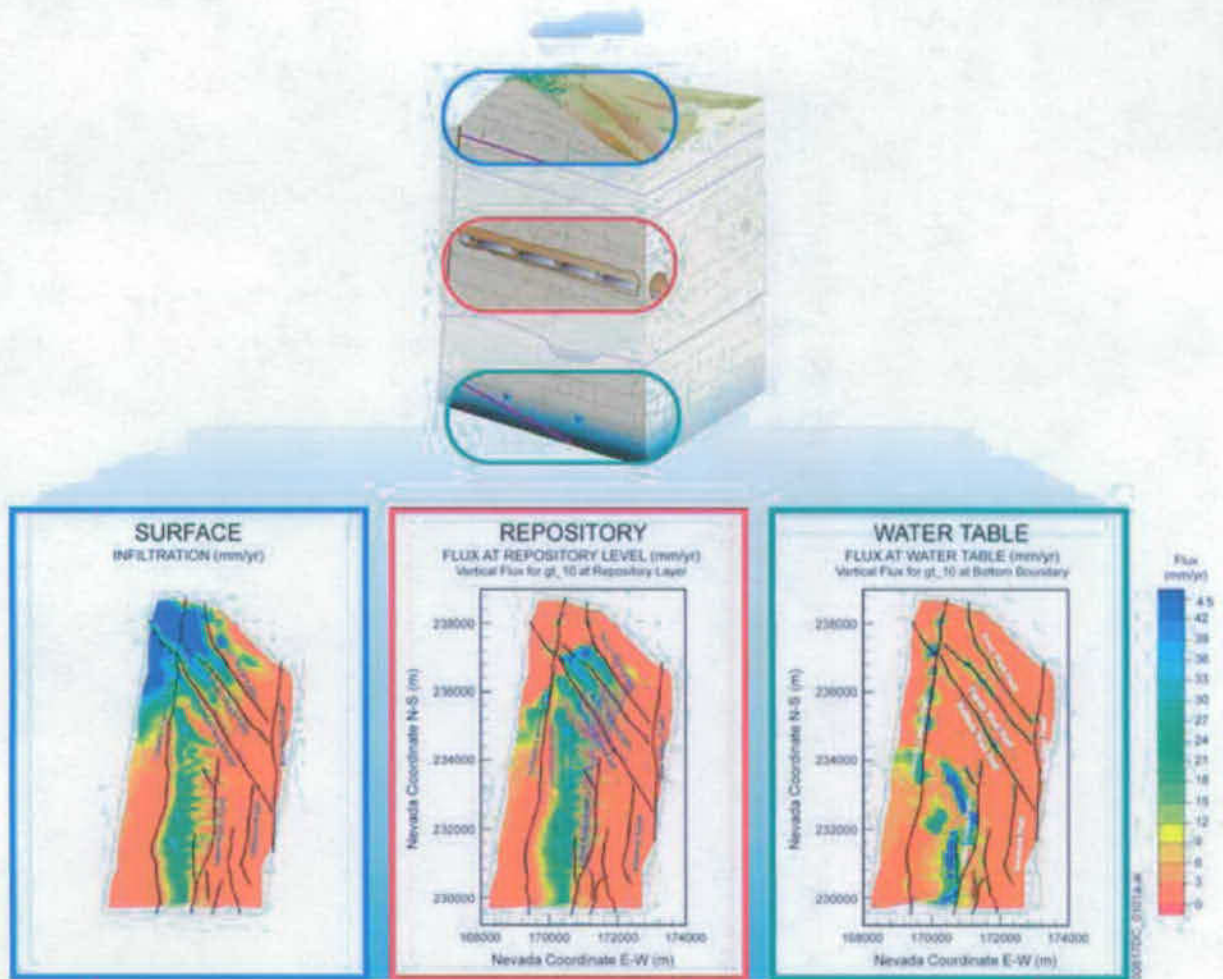 SURFACE
INFILTRATION (mm/yr)
REPOSITORY
FLUX AT REPOSITORY LEVEL (mm/yr)
Vertical Flux for gt_10 at Repository Layer
Nevada Coordinate N-S (m)
238000
236000
234000
232000
230000
168000 170000 172000 174000
Nevada Coordinate E-W (m)
WATER TABLE
FLUX AT WATER TABLE (mm/yr)
Vertical Flux for gt_10 at Bottom Boundary
Nevada Coordinate N-S (m)
238000
236000
234000
232000
230000
168000 170000 172000 174000
Nevada Coordinate E-W (m)
Flux
(mm/yr)
45
42
39
36
33
30
27
24
21
18
15
12
9
6
3
0